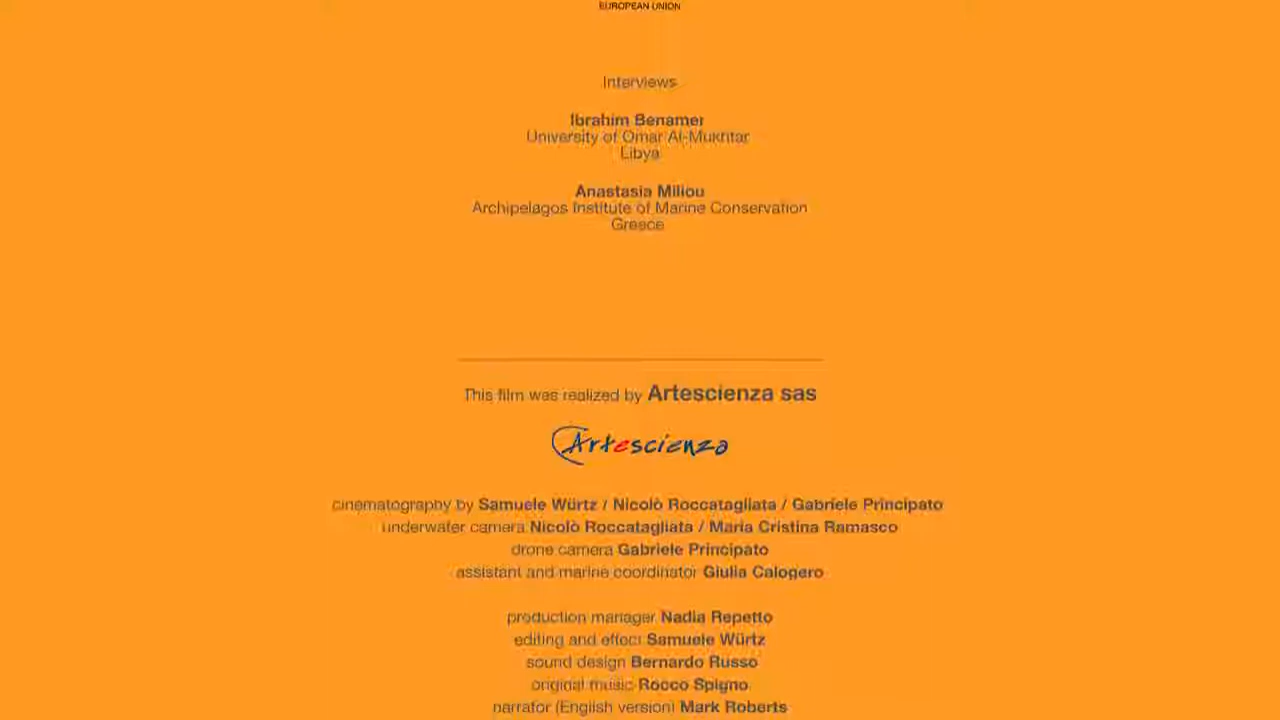 EUROPEAN UNION
Interviews
Ibrahim Benamer
University of Omar Al-Mukhtar
Libya
Anastasia Miliou
Archipelagos Institute of Marine Conservation
Greece
This film was realized by Artescienza sas
Artescienza
cinematography by Samuele Würtz / Nicolò Roccatagliata / Gabriele Principato
underwater camera Nicolò Roccatagliata / Maria Cristina Ramasco
drone camera Gabriele Principato
assistant and marine coordinator Giulia Calogero
production manager Nadia Repetto
editing and effect Samuele Würtz
sound design Bernardo Russo
original music Rocco Spigno
narrator (English version) Mark Roberts